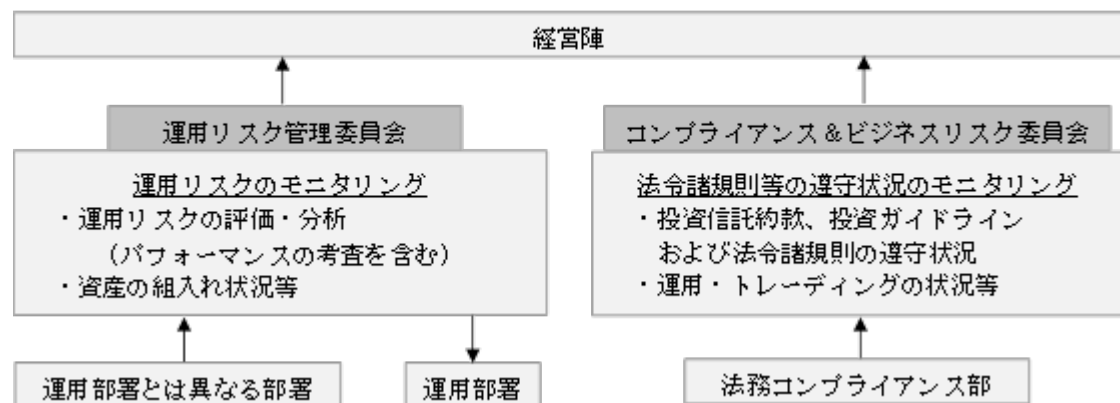 経営陣
運用リスク管理委員会
運用リスクのモニタリング
・運用リスクの評価・分析
（パフォーマンスの考査を含む）
・資産の組入れ状況等
運用部署とは異なる部署
運用部署
コンプライアンス＆ビジネスリスク委員会
法令諸規則等の遵守状況のモニタリング
・投資信託約款、投資ガイドライン
および法令諸規則の遵守状況
・運用・トレーディングの状況等
法務コンプライアンス部